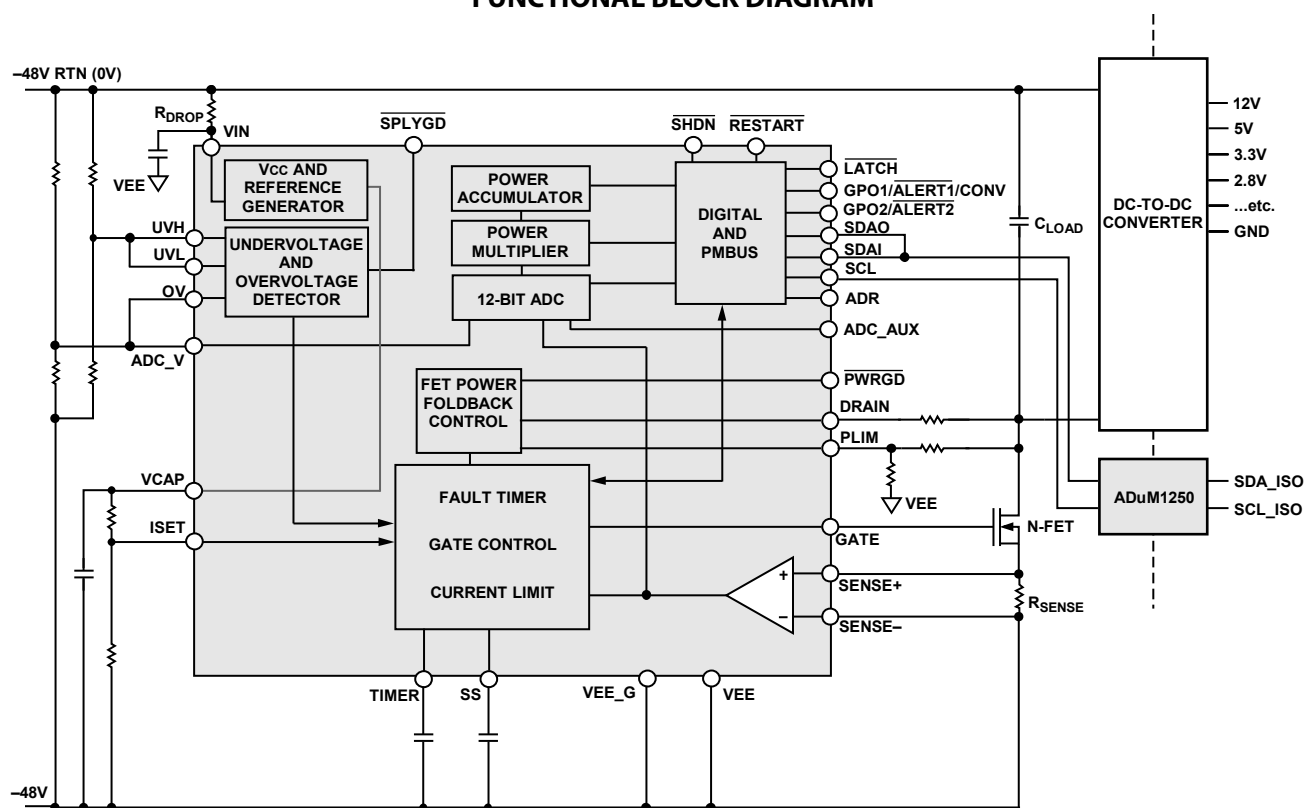 FUNCTIONAL BLOCK DIAGRAM
–48V RTN (0V)
RDROP
VIN
VEE
SPLYGD
SHDN
RESTART
VCC AND
REFERENCE
GENERATOR
POWER
ACCUMULATOR
POWER
MULTIPLIER
12-BIT ADC
DIGITAL
AND
PMBUS
LATCH
GPO1/ALERT1/CONV
GPO2/ALERT2
SDAO
SDAI
SCL
ADR
ADC_AUX
UVH
UVL
OV
ADC_V
UNDERVOLTAGE
AND
OVERVOLTAGE
DETECTOR
CLOAD
DC-TO-DC
CONVERTER
12V
5V
3.3V
2.8V
...etc.
GND
FET POWER
FOLDBACK
CONTROL
PWRGD
DRAIN
PLIM
VEE
VCAP
ISET
FAULT TIMER
GATE CONTROL
CURRENT LIMIT
GATE
N-FET
ADuM1250
SDA_ISO
SCL_ISO
+
–
SENSE+
SENSE–
RSENSE
TIMER
SS
VEE_G
VEE
–48V